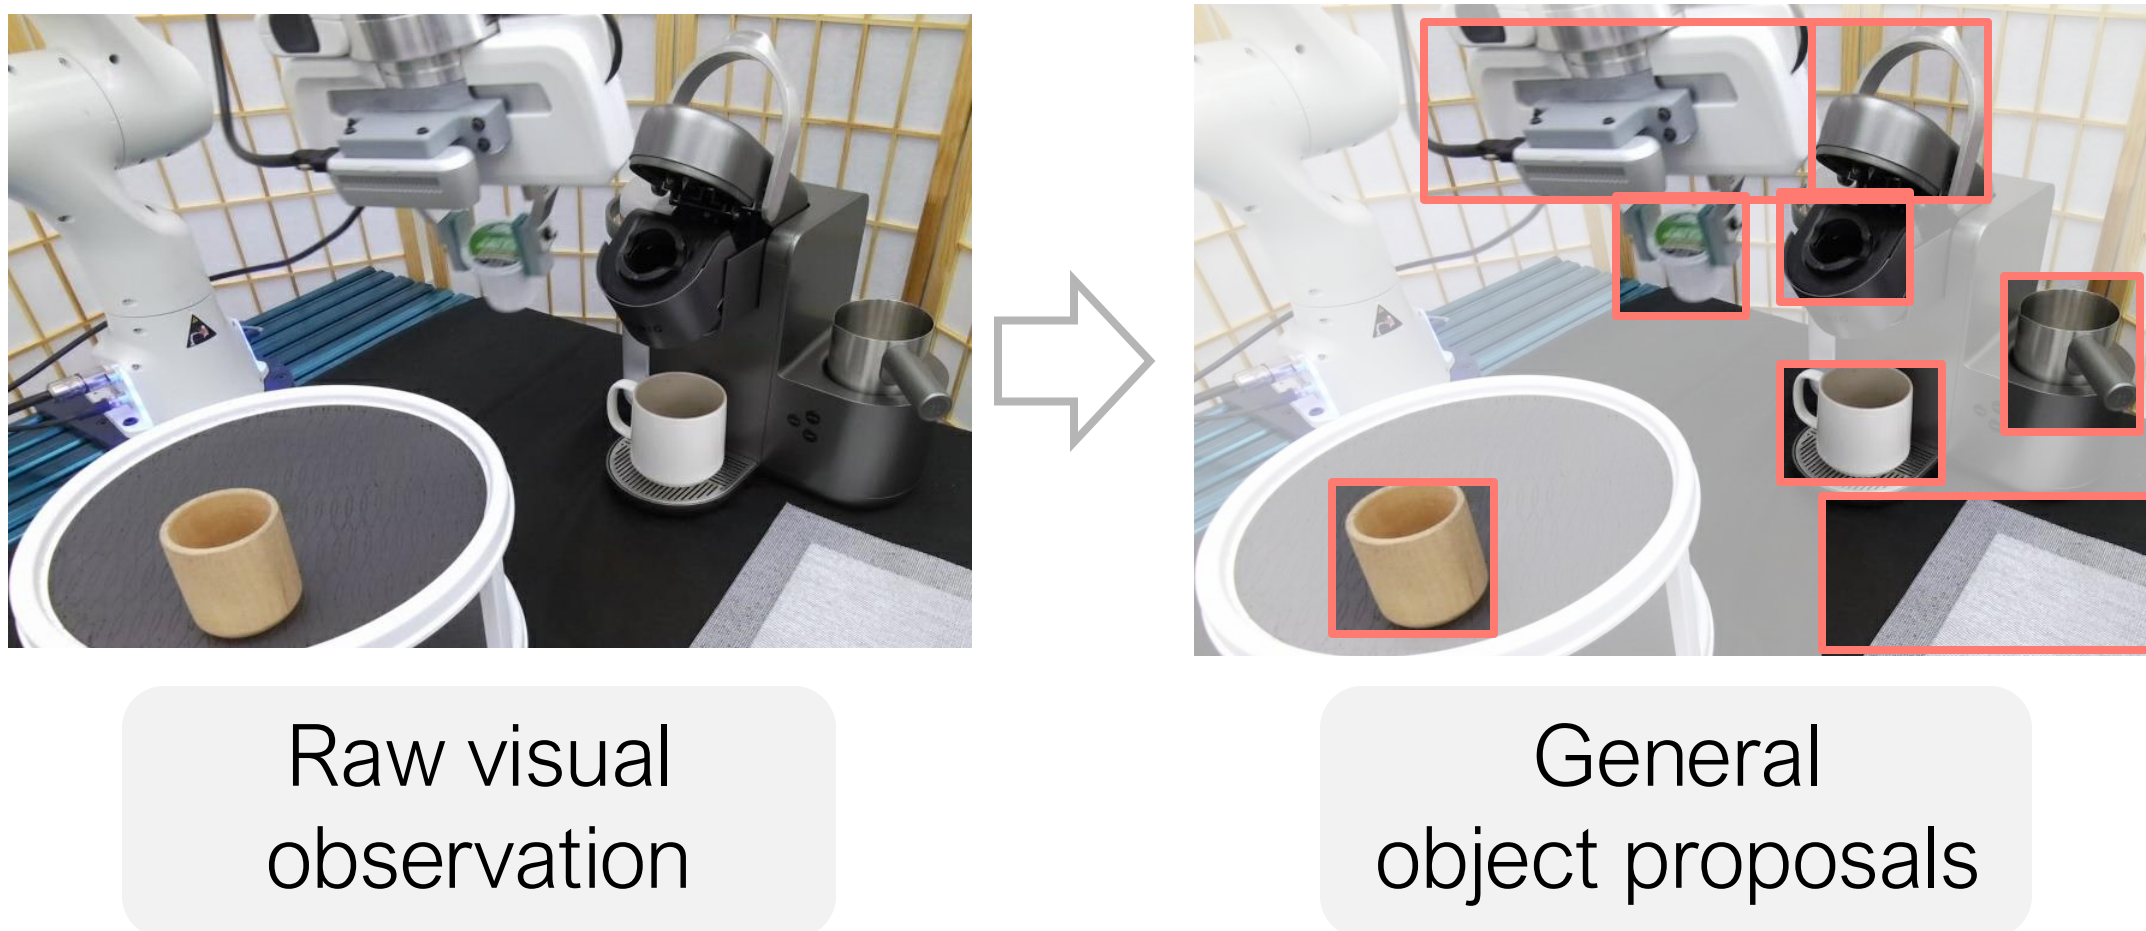 Raw visual
observation
General
object proposals